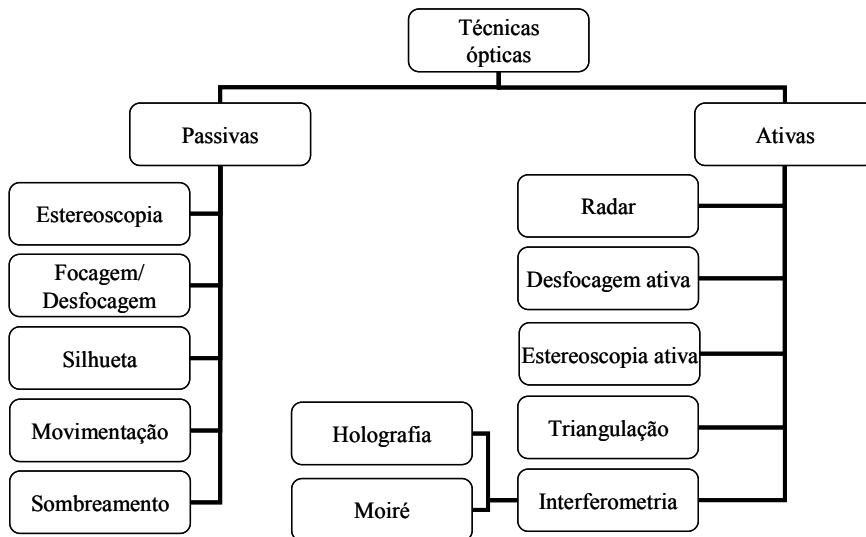 Técnicas
ópticas
Passivas
Ativas
Estereoscopia
Focagem/
Desfocagem
Silhueta
Movimentação
Sombreamento
Radar
Desfocagem ativa
Estereoscopia ativa
Triangulação
Interferometria
Holografia
Moiré